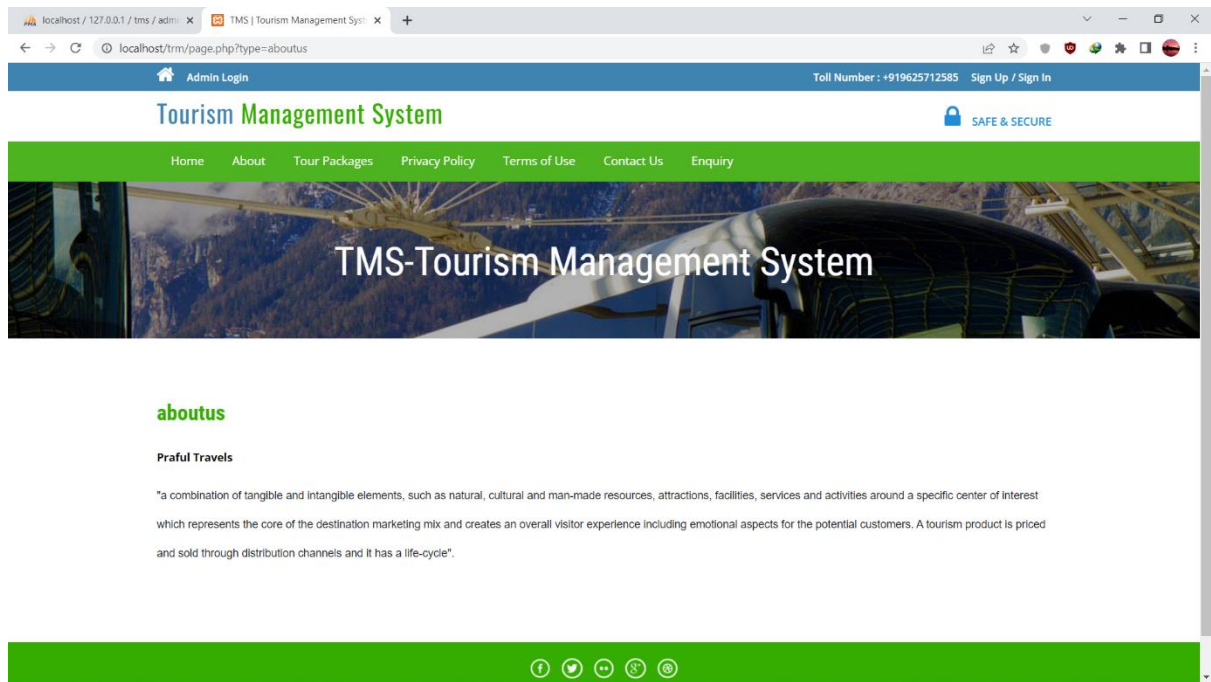 localhost / 127.0.0.1 / tms / admi
TMS | Tourism Management Syst
localhost/trm/page.php?type=aboutus
Admin Login
Toll Number : +919625712585 Sign Up / Sign In
Tourism Management System
SAFE & SECURE
Home About Tour Packages Privacy Policy Terms of Use Contact Us Enquiry
TMS-Tourism Management System
aboutus
Praful Travels
"a combination of tangible and intangible elements, such as natural, cultural and man-made resources, attractions, facilities, services and activities around a specific center of interest
which represents the core of the destination marketing mix and creates an overall visitor experience including emotional aspects for the potential customers. A tourism product is priced
and sold through distribution channels and it has a life-cycle".